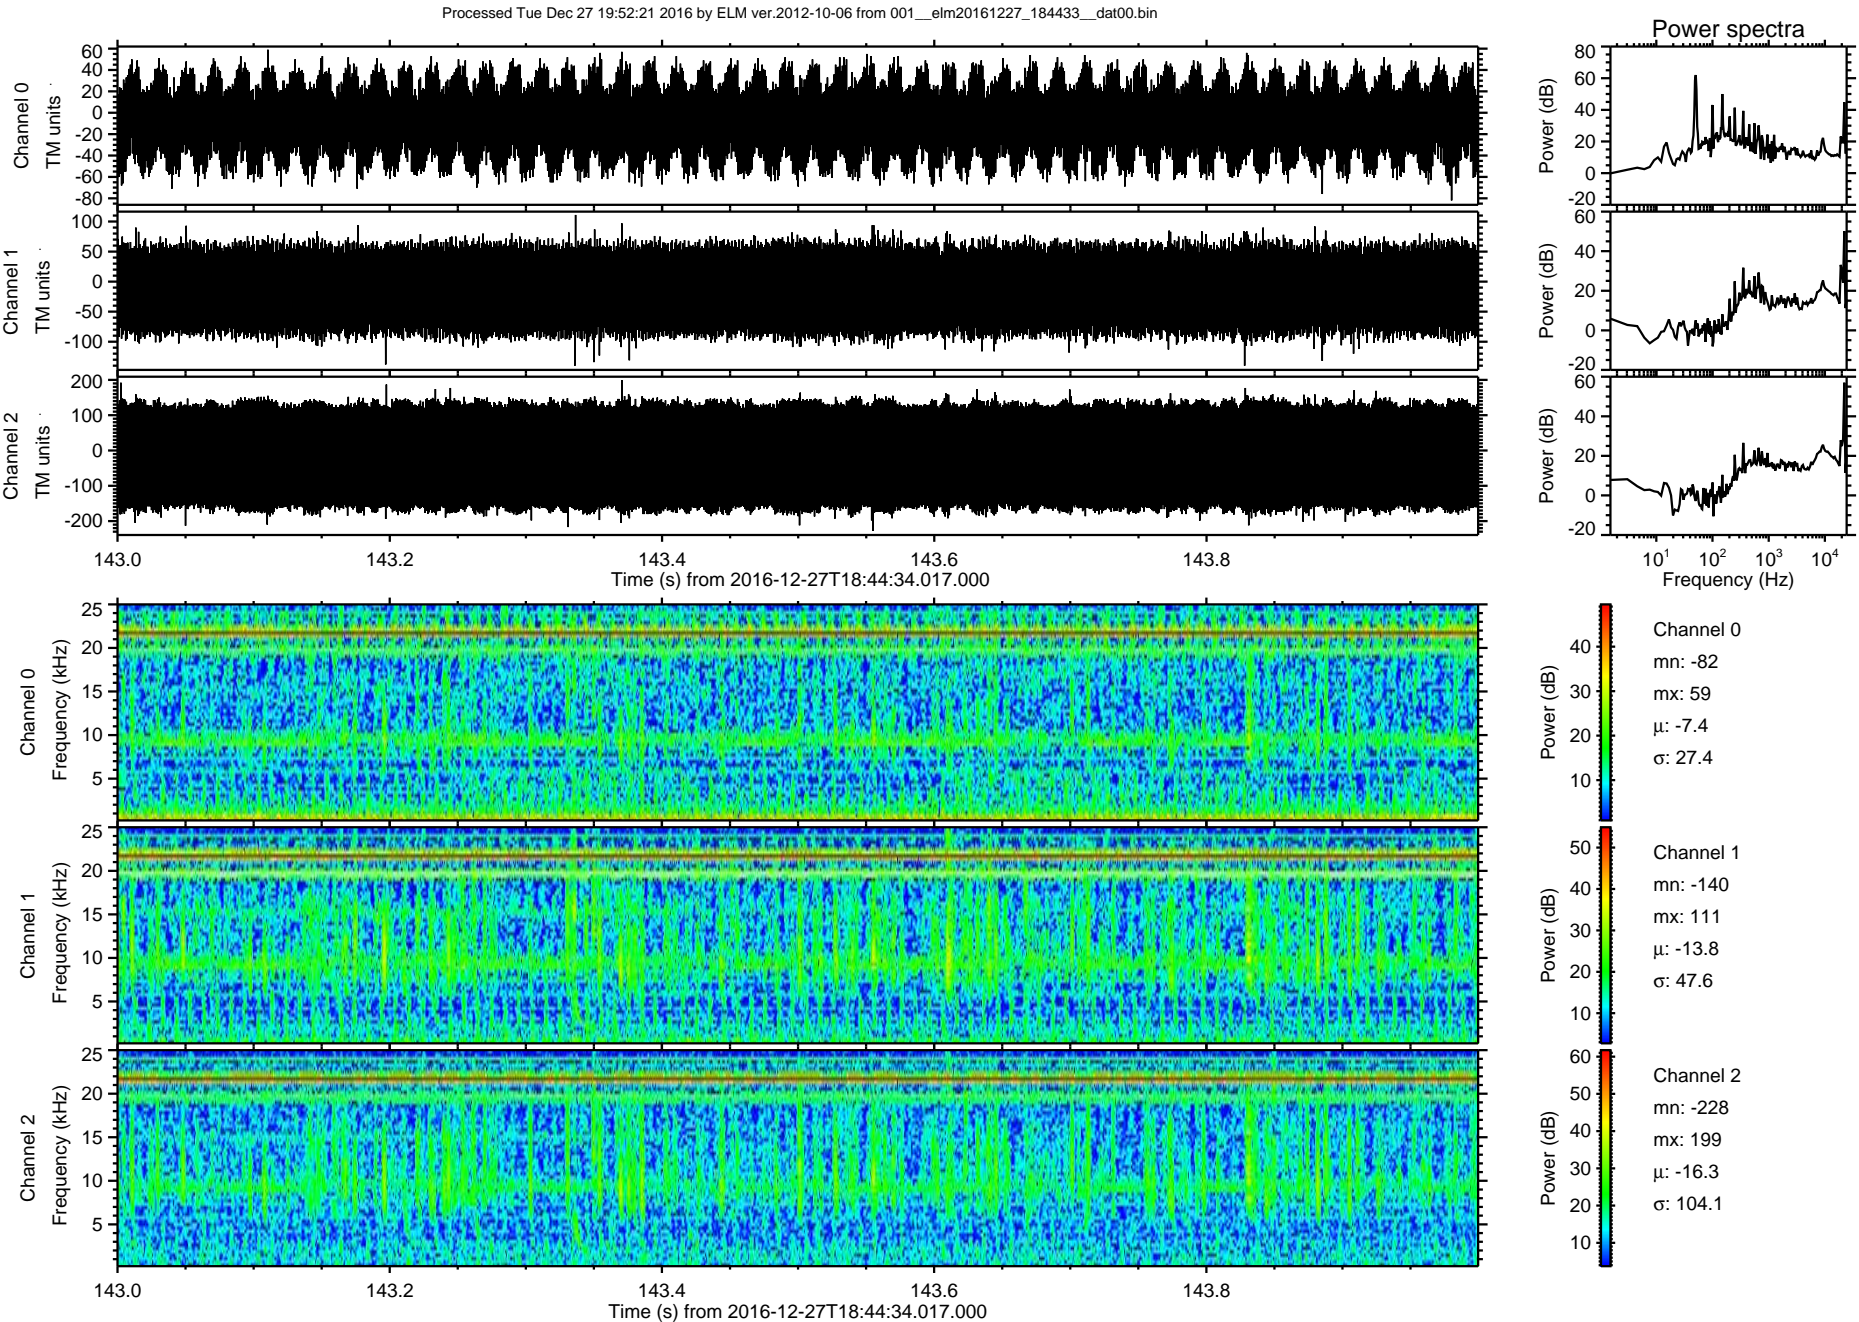 Processed Tue Dec 27 19:52:21 2016 by ELM ver.2012-10-06 from 001__elm20161227_184433__dat00.bin
Power spectra
Channel 0
TM units
60
40
20
0
-20
-40
-60
-80
Power (dB)
80
60
40
20
0
-20
Channel 1
TM units
100
50
0
-50
-100
Power (dB)
60
40
20
0
-20
Channel 2
TM units
200
100
0
-100
-200
Power (dB)
60
40
20
0
-20
143.0 143.2 143.4 143.6 143.8
Time (s) from 2016-12-27T18:44:34.017.000
10^1 10^2 10^3 10^4
Frequency (Hz)
Channel 0
Frequency (kHz)
25
20
15
10
5
Power (dB)
40
30
20
10
Channel 0
mn: -82
mx: 59
µ: -7.4
σ: 27.4
Channel 1
Frequency (kHz)
25
20
15
10
5
Power (dB)
50
40
30
20
10
Channel 1
mn: -140
mx: 111
µ: -13.8
σ: 47.6
Channel 2
Frequency (kHz)
25
20
15
10
5
Power (dB)
60
50
40
30
20
10
Channel 2
mn: -228
mx: 199
µ: -16.3
σ: 104.1
143.0 143.2 143.4 143.6 143.8
Time (s) from 2016-12-27T18:44:34.017.000